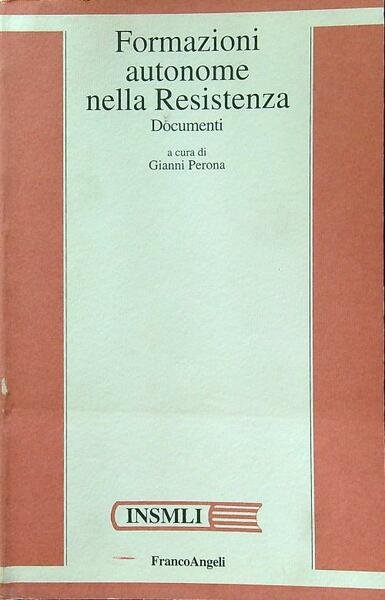 Formazioni
autonome
nella Resistenza
Documenti
a cura di
Gianni Perona
INSMLI
FrancoAngeli